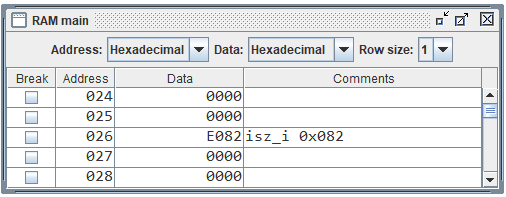 RAM main
Address: Hexadecimal Data: Hexadecimal Row size: 1
Break Address Data Comments
024 0000
025 0000
026 E082 isz_i 0x082
027 0000
028 0000